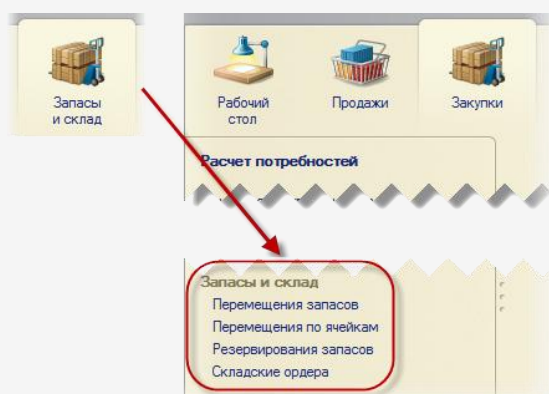 Запасы
и склад
Рабочий
стол
Продажи
Закупки
Расчет потребностей
Запасы и склад
Перемещения запасов
Перемещения по ячейкам
Резервирования запасов
Складские ордера